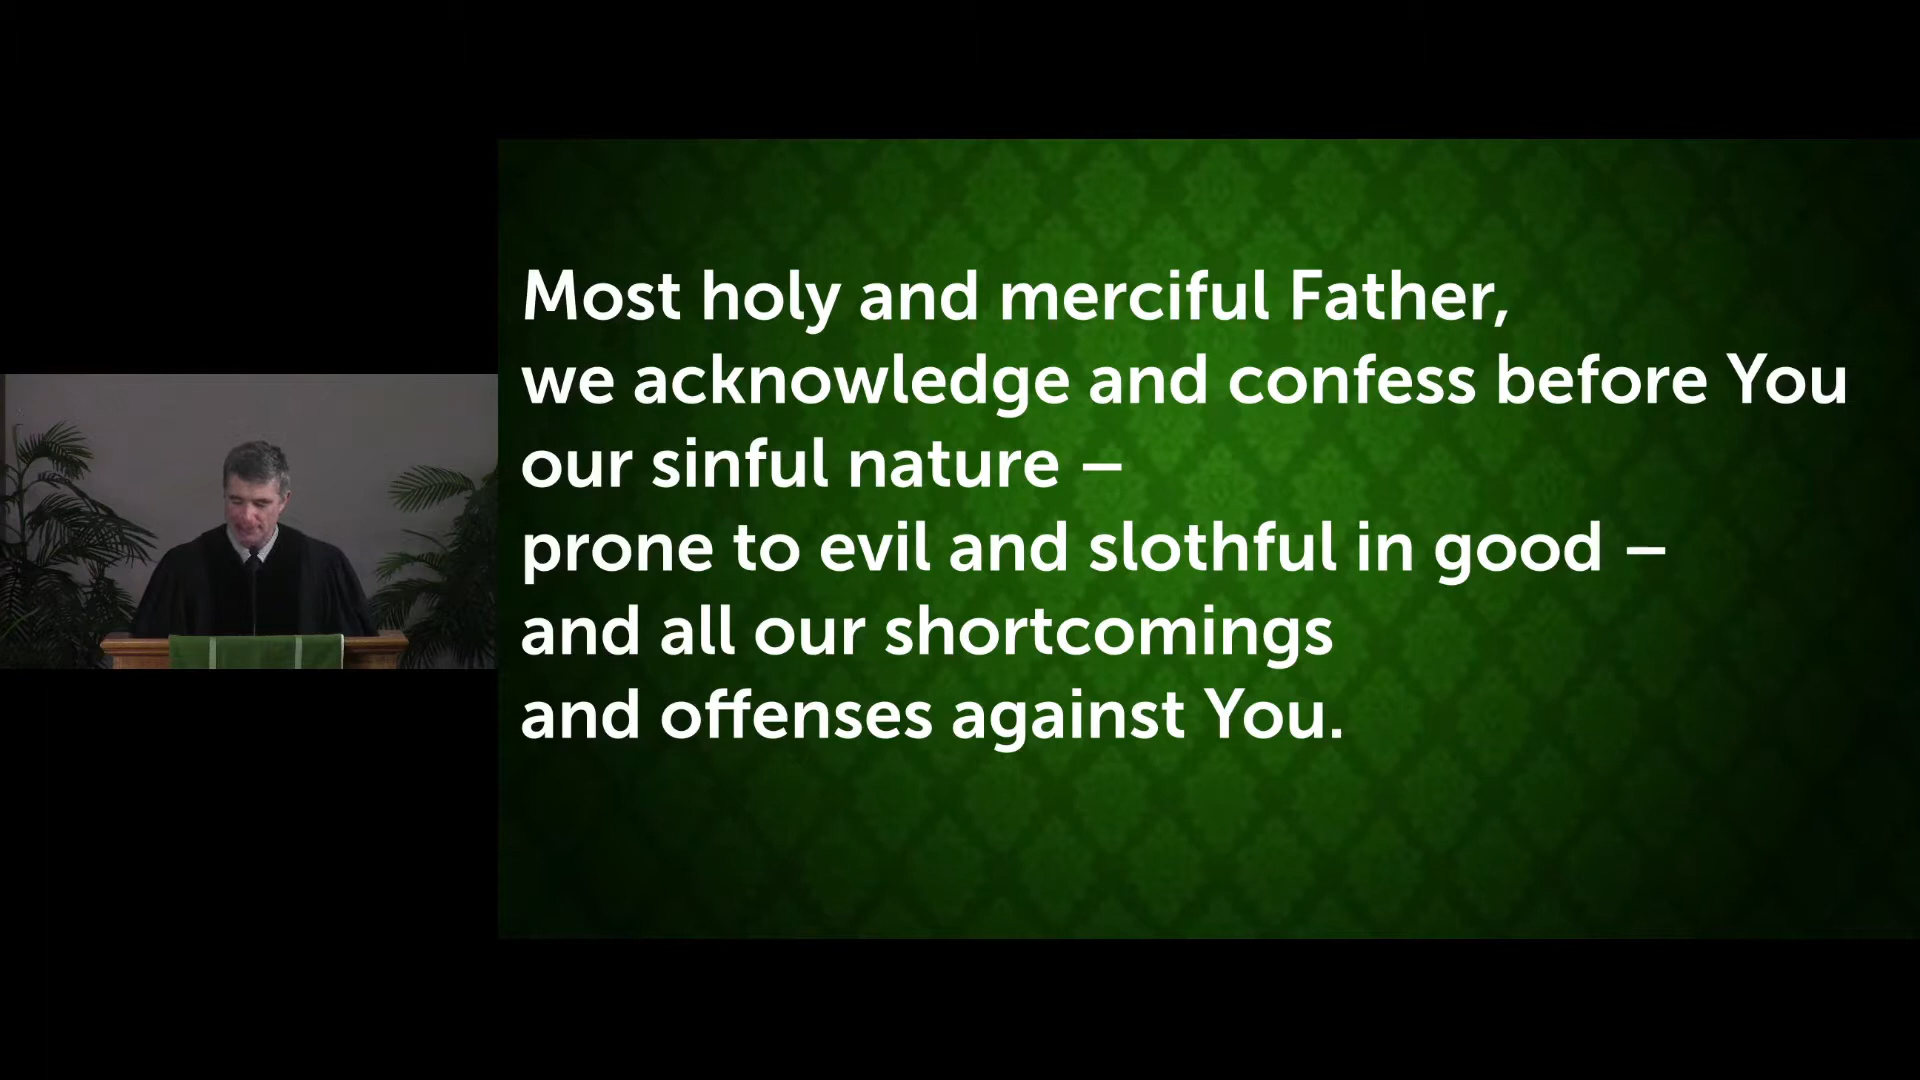 Most holy and merciful Father,
we acknowledge and confess before You
our sinful nature –
prone to evil and slothful in good –
and all our shortcomings
and offenses against You.